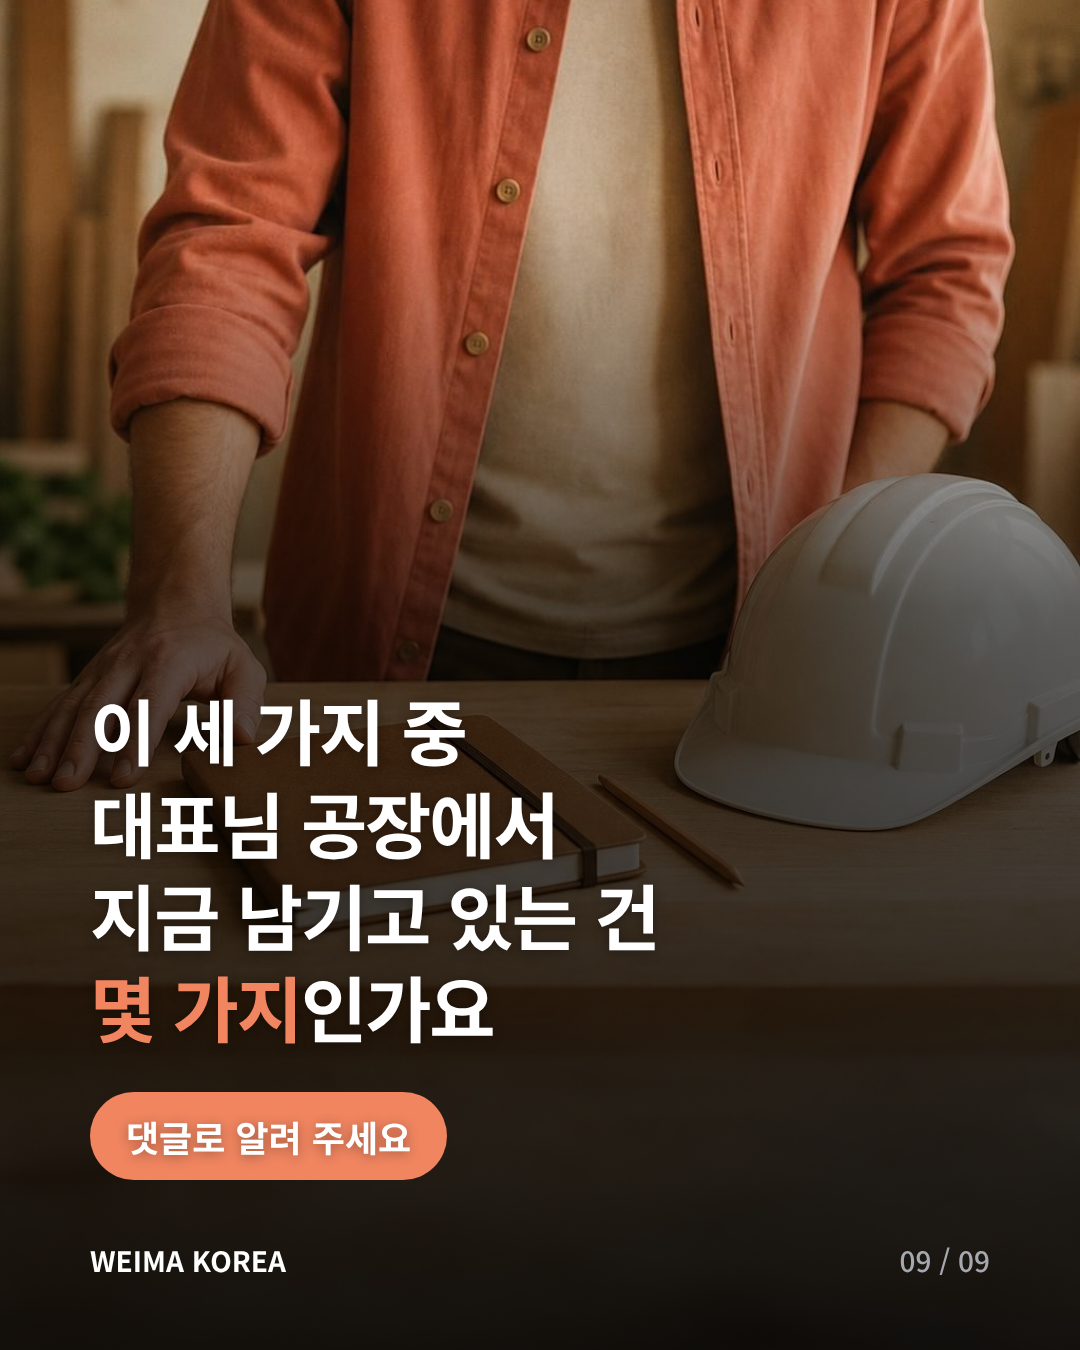 이 세 가지 중
대표님 공장에서
지금 남기고 있는 건
몇 가지인가요
댓글로 알려 주세요
WEIMA KOREA
09 / 09